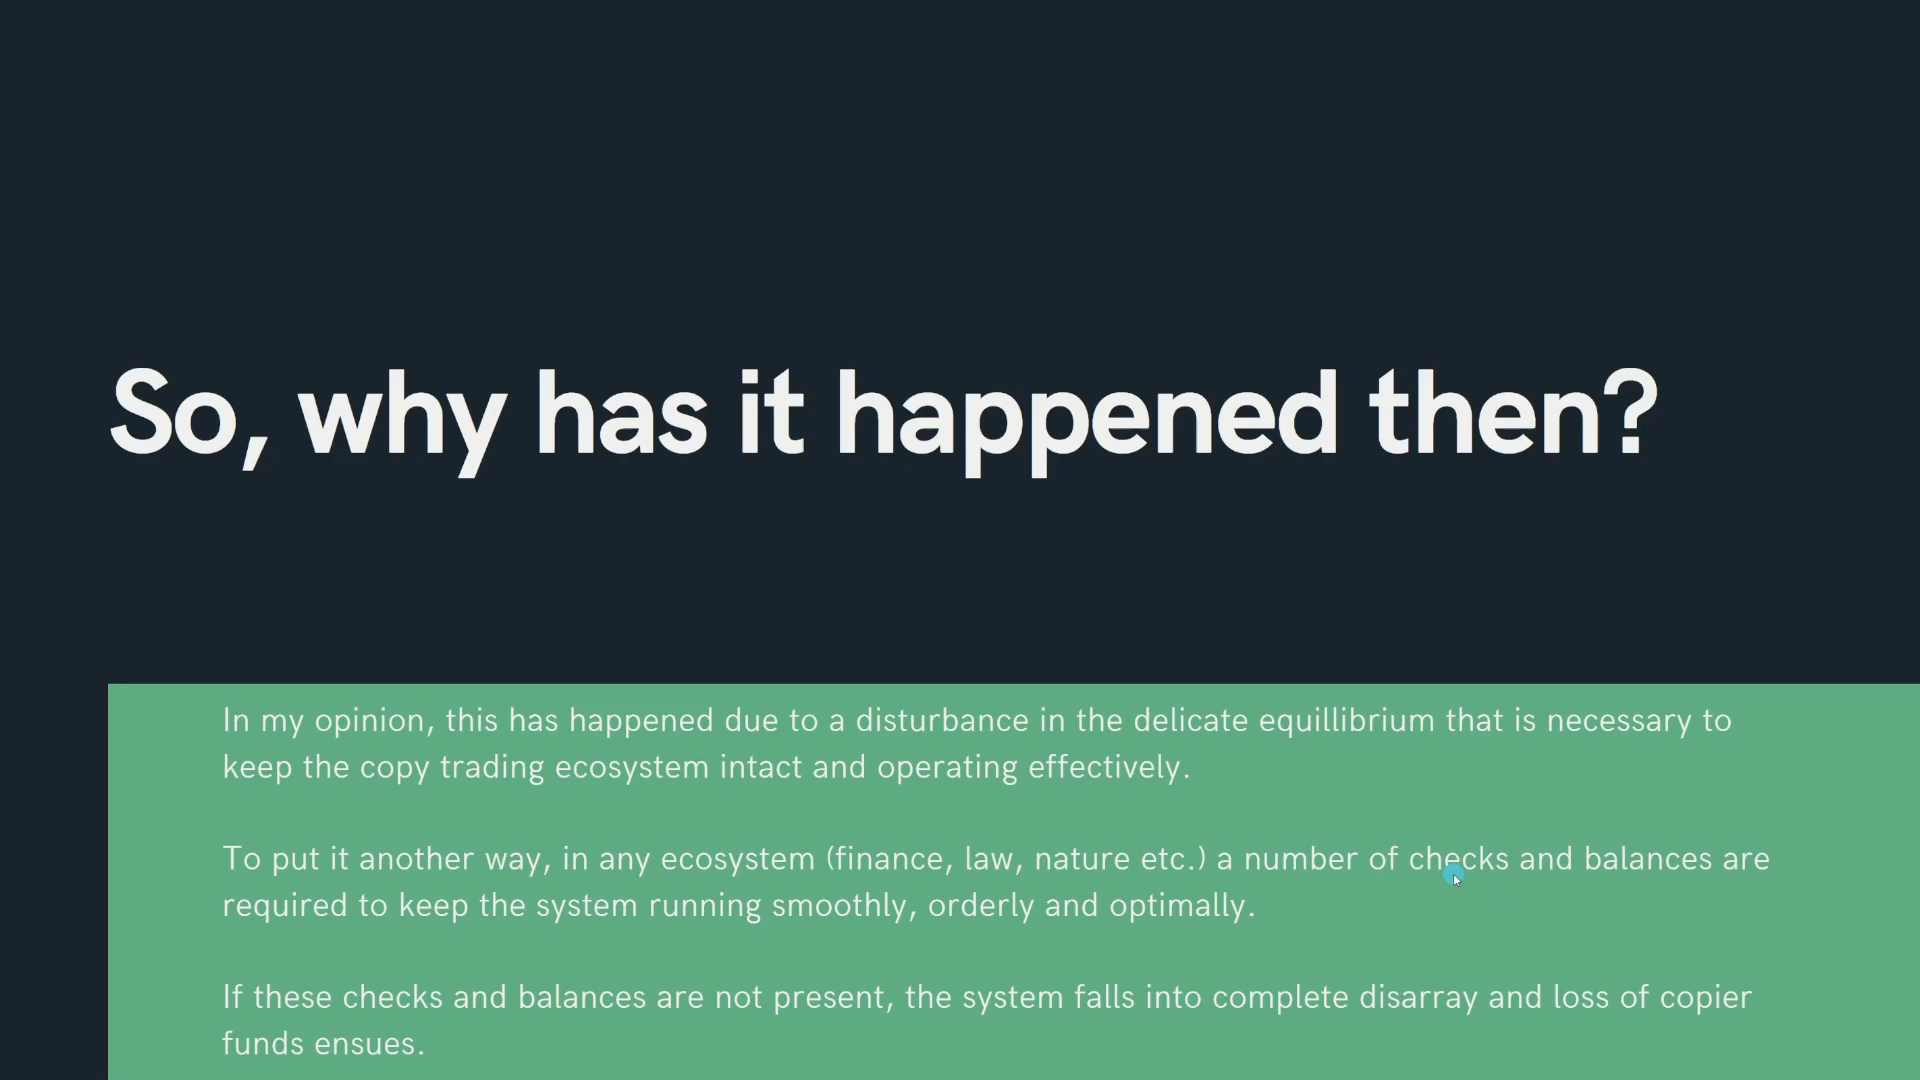 So, why has it happened then?
In my opinion, this has happened due to a disturbance in the delicate equillibrium that is necessary to
keep the copy trading ecosystem intact and operating effectively.
To put it another way, in any ecosystem (finance, law, nature etc.) a number of checks and balances are
required to keep the system running smoothly, orderly and optimally.
If these checks and balances are not present, the system falls into complete disarray and loss of copier
funds ensues.